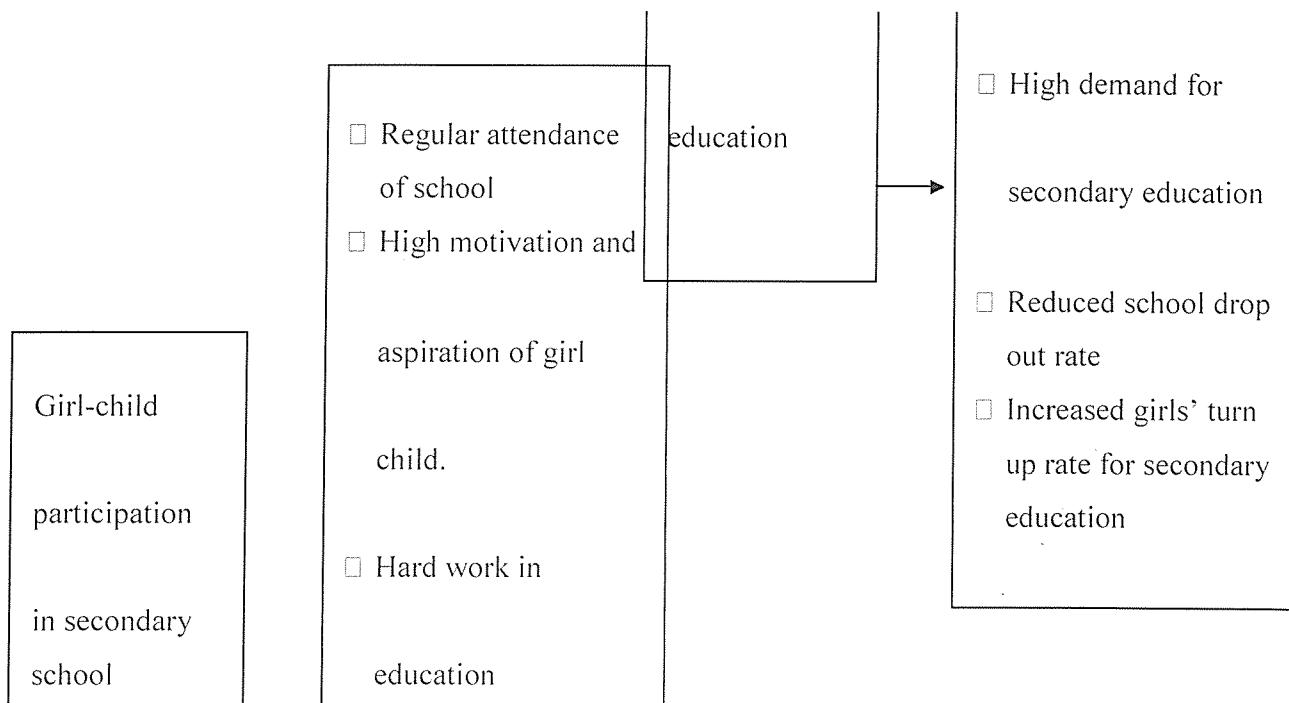 Girl-child
participation
in secondary
school
□ Regular attendance
of school
□ High motivation and
aspiration of girl
child.
□ Hard work in
education
education
□ High demand for
secondary education
□ Reduced school drop
out rate
□ Increased girls’ turn
up rate for secondary
education